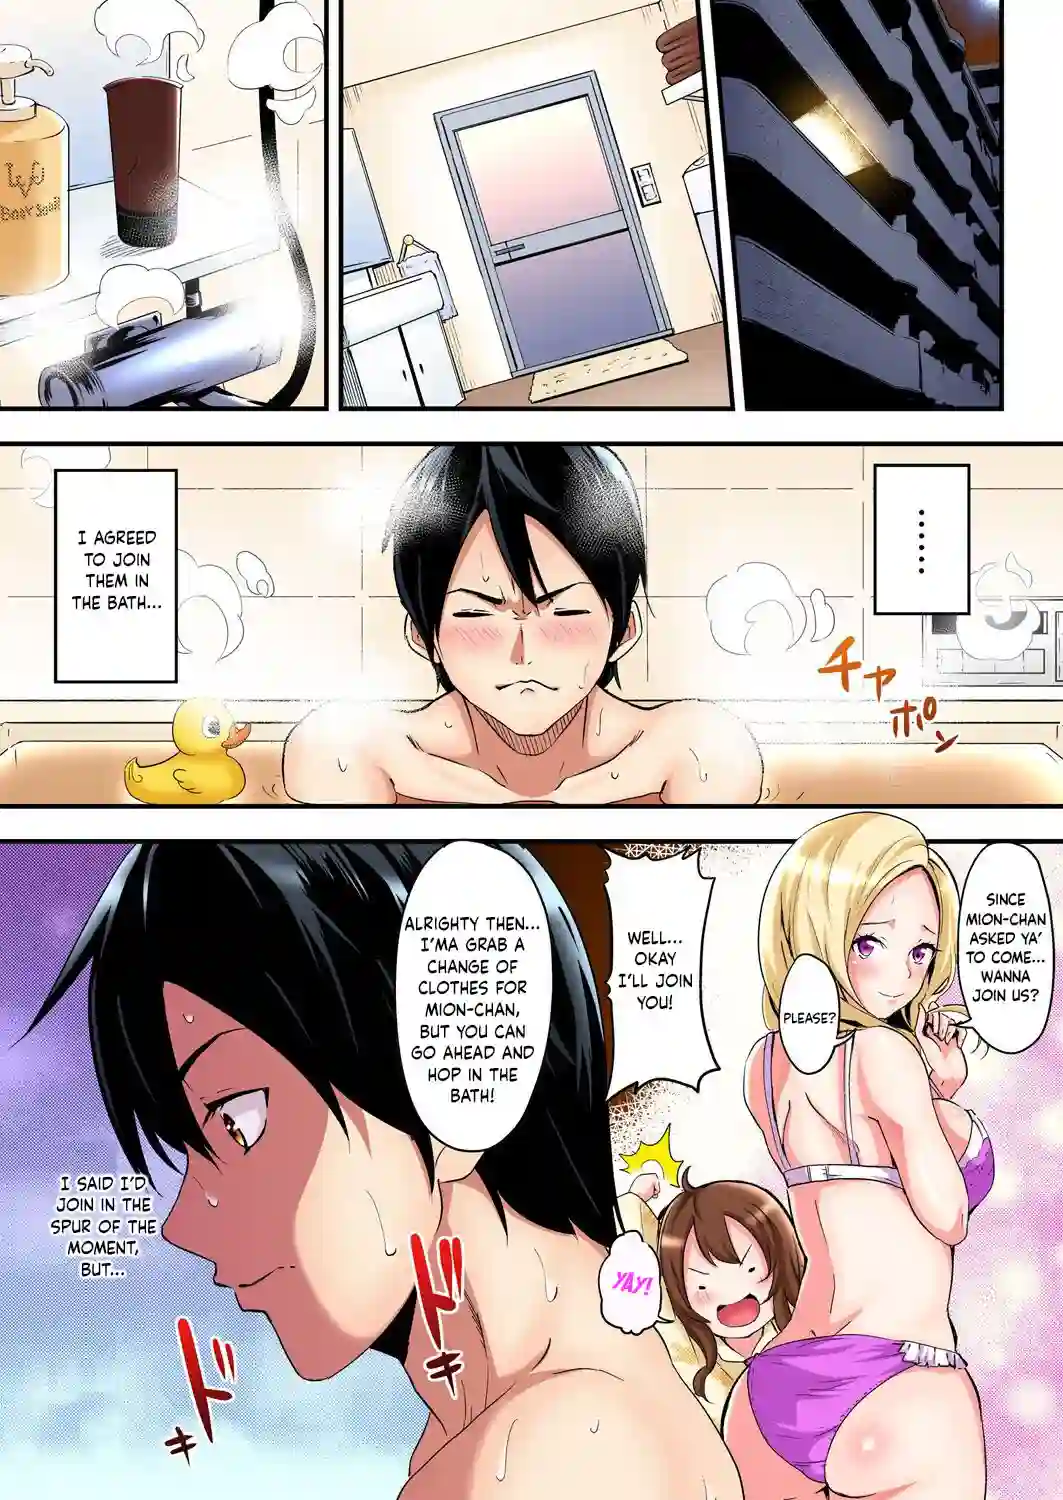 BODY SOAP
・・・・・・
I AGREED
TO JOIN
THEM IN
THE BATH...
チャポン
SINCE
MION-CHAN
ASKED YA'
TO COME...
WANNA
JOIN US?
PLEASE?
WELL...
OKAY
I'LL JOIN
YOU!
YAY!
ALRIGHTY THEN...
I'MA GRAB A
CHANGE OF
CLOTHES FOR
MION-CHAN,
BUT YOU CAN
GO AHEAD AND
HOP IN THE
BATH!
I SAID I'D
JOIN IN THE
SPUR OF THE
MOMENT,
BUT...
ドキ
ドキ